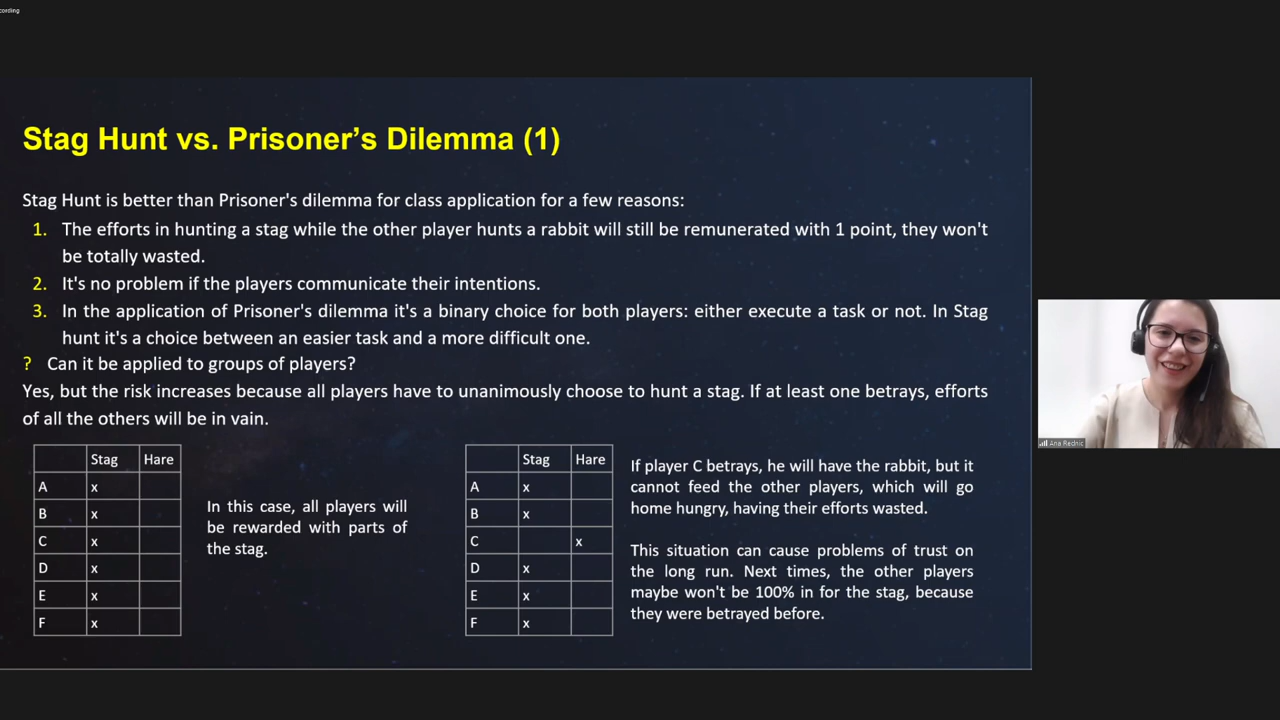 cording
Stag Hunt vs. Prisoner's Dilemma (1)
Stag Hunt is better than Prisoner's dilemma for class application for a few reasons:
1. The efforts in hunting a stag while the other player hunts a rabbit will still be remunerated with 1 point, they won't
be totally wasted.
2. It's no problem if the players communicate their intentions.
3. In the application of Prisoner's dilemma it's a binary choice for both players: either execute a task or not. In Stag
hunt it's a choice between an easier task and a more difficult one.
? Can it be applied to groups of players?
Yes, but the risk increases because all players have to unanimously choose to hunt a stag. If at least one betrays, efforts
of all the others will be in vain.
Stag Hare
A x
B x
C x
D x
E x
F x
In this case, all players will
be rewarded with parts of
the stag.
Stag Hare
A x
B x
C x
D x
E x
F x
If player C betrays, he will have the rabbit, but it
cannot feed the other players, which will go
home hungry, having their efforts wasted.
This situation can cause problems of trust on
the long run. Next times, the other players
maybe won't be 100% in for the stag, because
they were betrayed before.
Ana Rednic